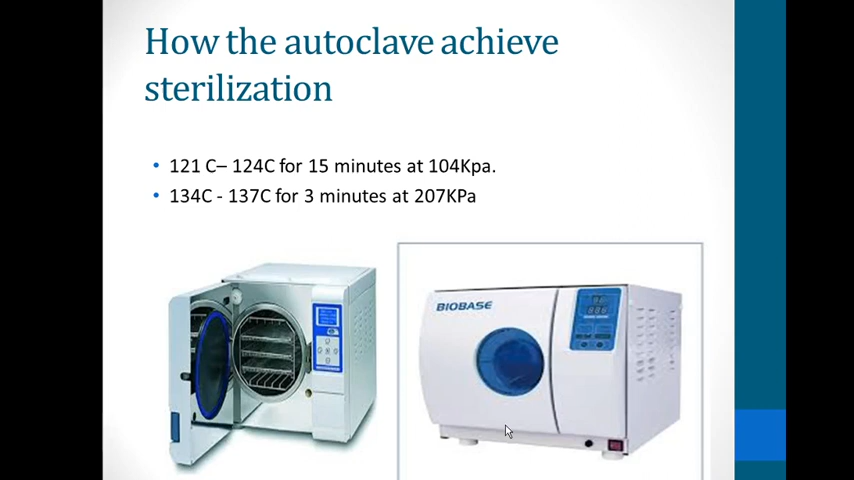 How the autoclave achieve
sterilization
• 121 C– 124C for 15 minutes at 104Kpa.
• 134C - 137C for 3 minutes at 207KPa
BIOBASE